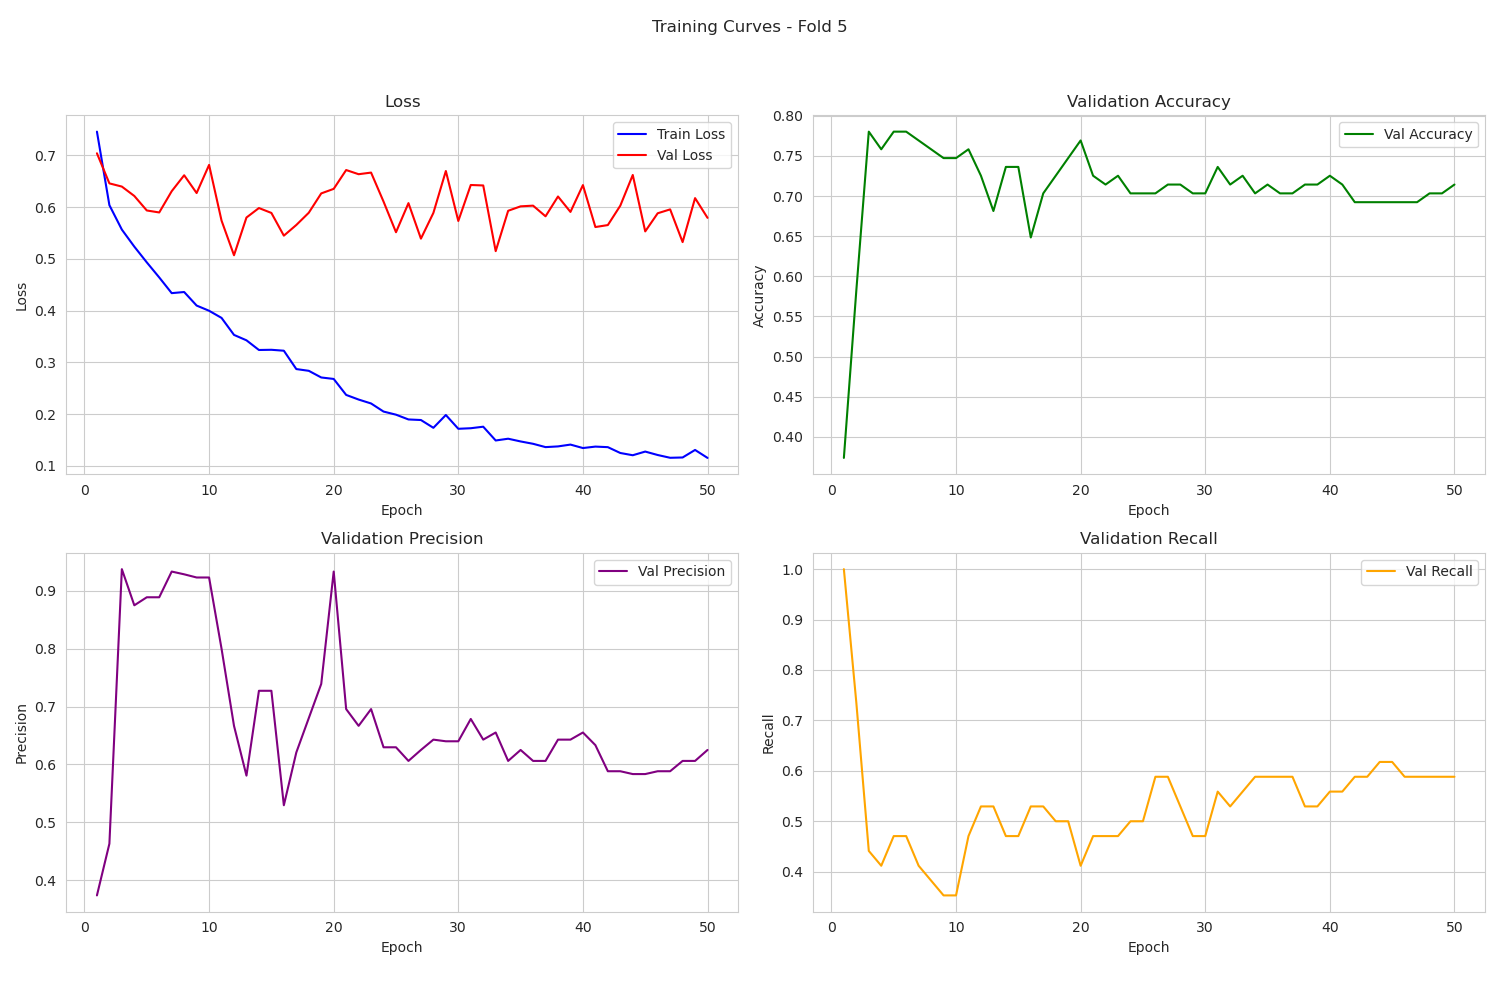 Training Curves - Fold 5
Loss
Train Loss
Val Loss
0.7
0.6
0.5
0.4
0.3
0.2
0.1
Loss
0 10 20 30 40 50
Epoch
Validation Accuracy
Val Accuracy
0.80
0.75
0.70
0.65
0.60
0.55
0.50
0.45
0.40
Accuracy
0 10 20 30 40 50
Epoch
Validation Precision
Val Precision
0.9
0.8
0.7
0.6
0.5
0.4
Precision
0 10 20 30 40 50
Epoch
Validation Recall
Val Recall
1.0
0.9
0.8
0.7
0.6
0.5
0.4
Recall
0 10 20 30 40 50
Epoch